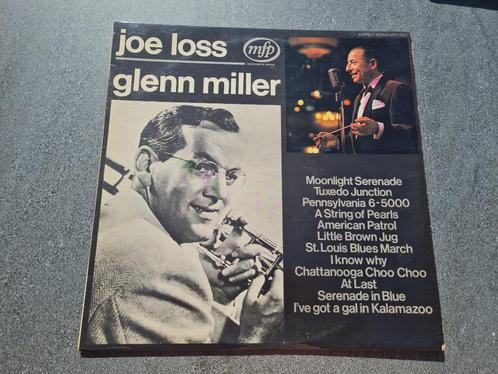 joe loss
mfp
glenn miller
Moonlight Serenade
Tuxedo Junction
Pennsylvania 6-5000
A String of Pearls
American Patrol
Little Brown Jug
St. Louis Blues March
I know why
Chattanooga Choo Choo
At Last
Serenade in Blue
I've got a gal in Kalamazoo